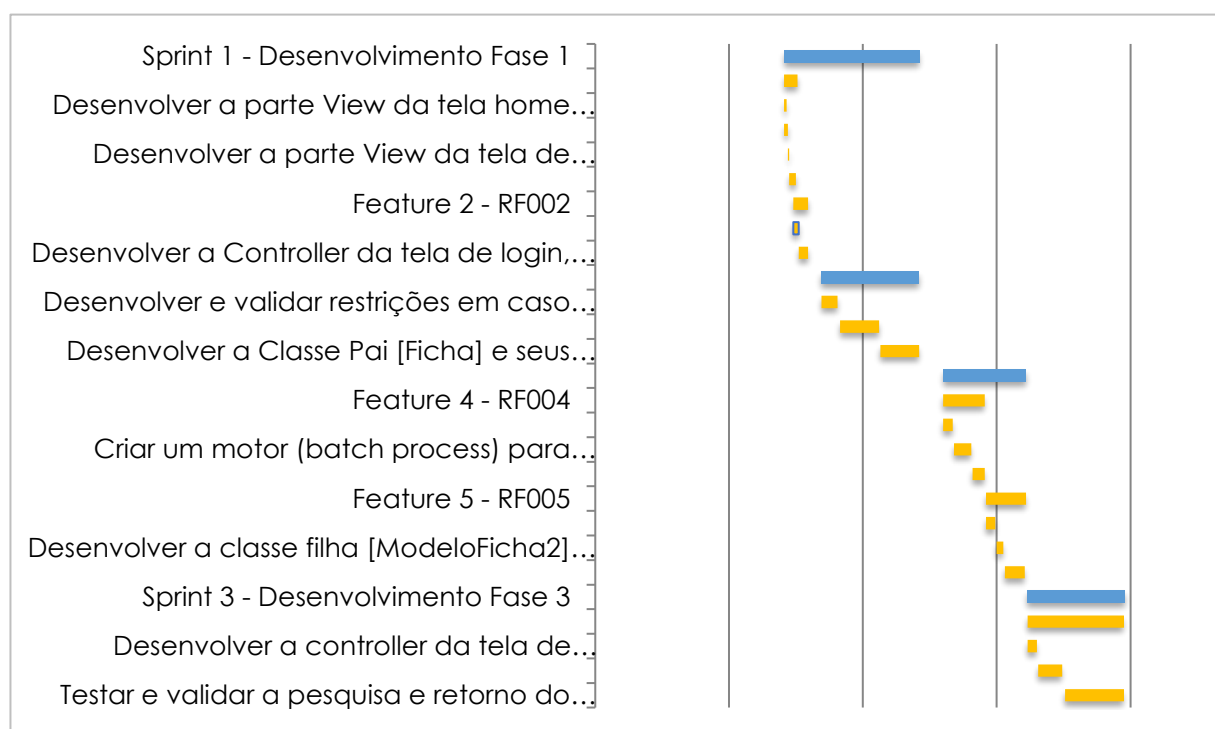 Sprint 1 - Desenvolvimento Fase 1
Desenvolver a parte View da tela home…
Desenvolver a parte View da tela de…
Feature 2 - RF002
Desenvolver a Controller da tela de login,…
Desenvolver e validar restrições em caso…
Desenvolver a Classe Pai [Ficha] e seus…
Feature 4 - RF004
Criar um motor (batch process) para…
Feature 5 - RF005
Desenvolver a classe filha [ModeloFicha2]…
Sprint 3 - Desenvolvimento Fase 3
Desenvolver a controller da tela de…
Testar e validar a pesquisa e retorno do…